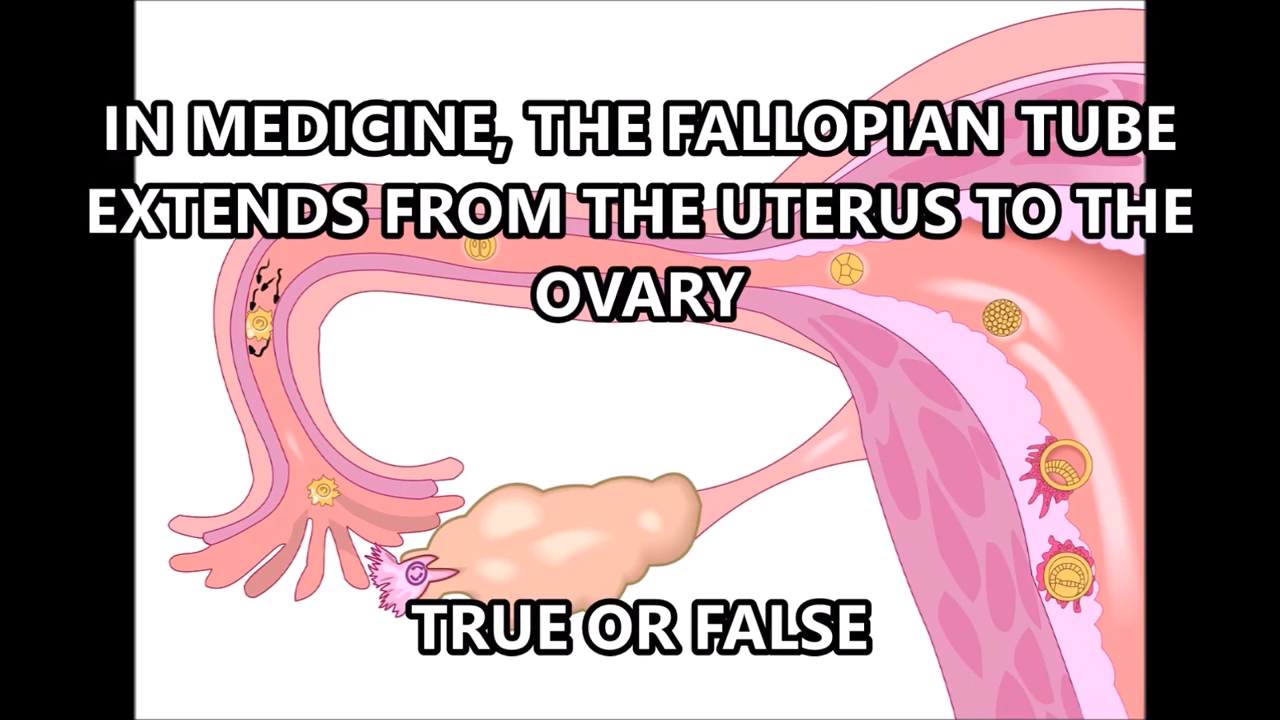 IN MEDICINE, THE FALLOPIAN TUBE
EXTENDS FROM THE UTERUS TO THE
OVARY
TRUE OR FALSE